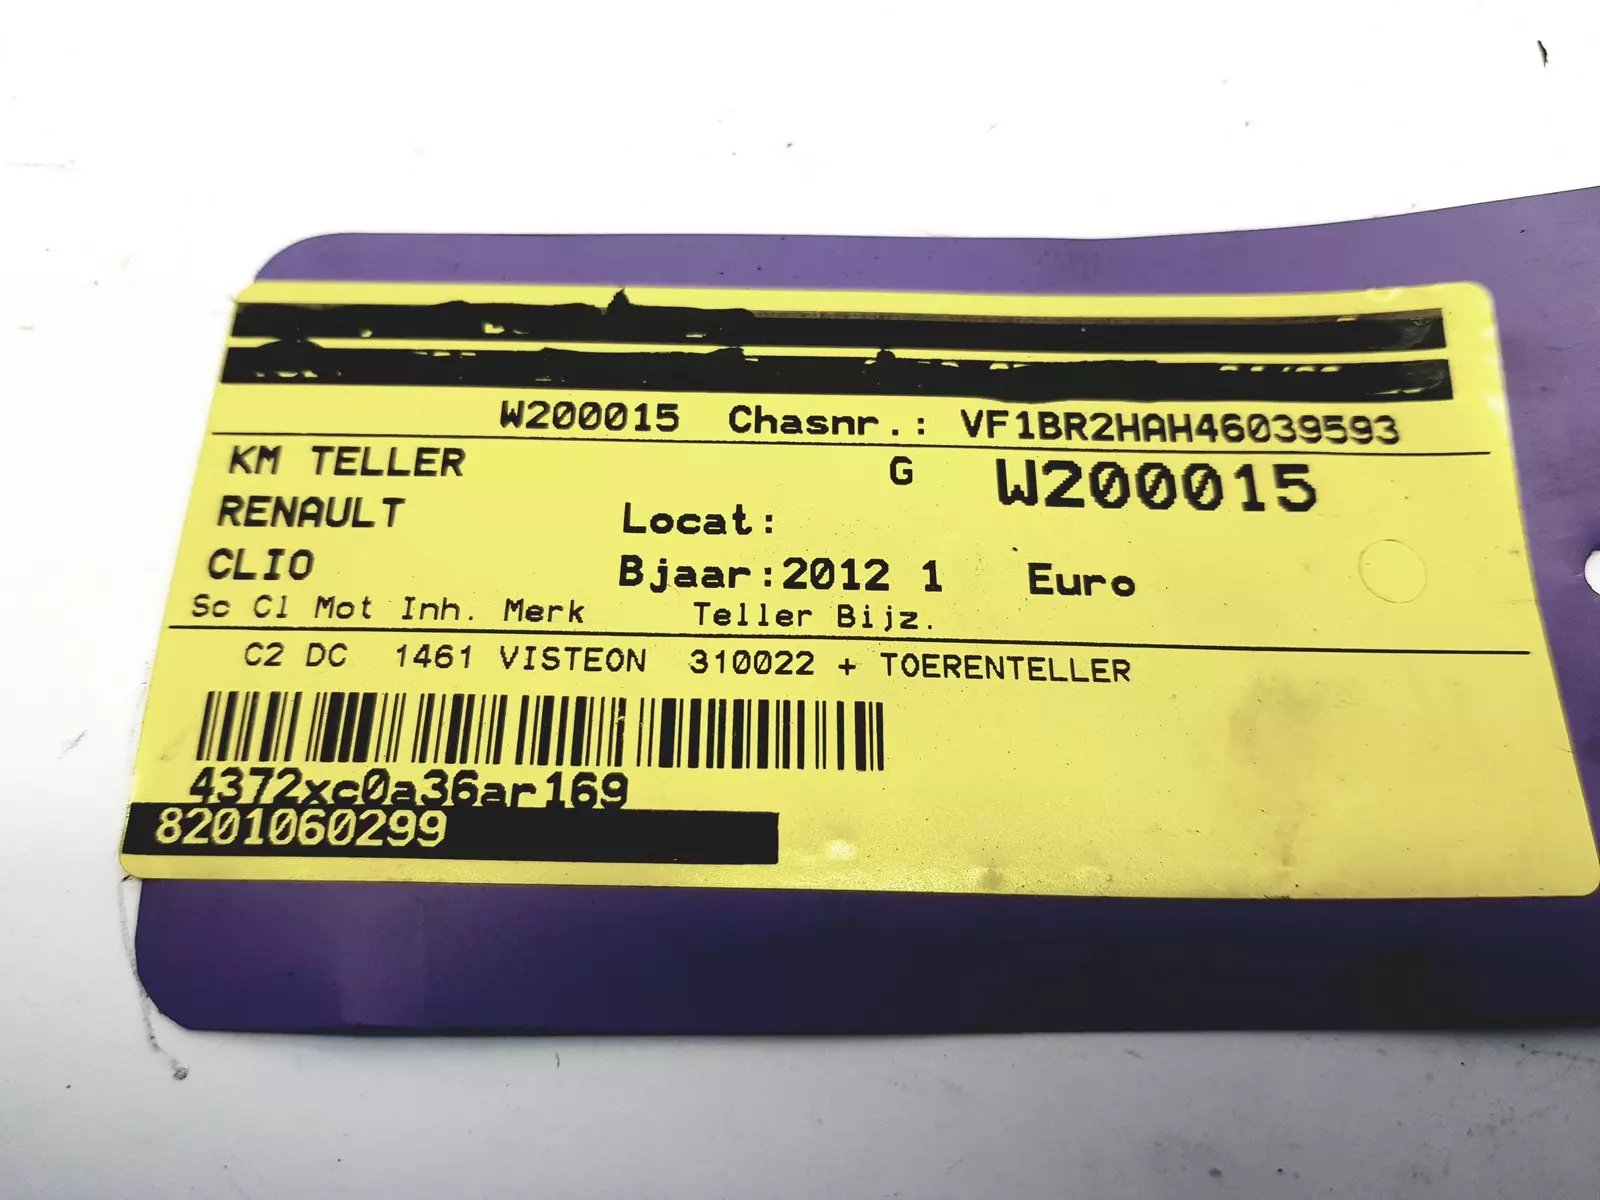 W200015 Chasnr.: VF1BR2HAH46039593
KM TELLER G W200015
RENAULT Locat:
CLIO Bjaar:2012 1 Euro
Sc Cl Mot Inh. Merk Teller Bijz.
C2 DC 1461 VISTEON 310022 + TOERENTELLER
4372xc0a36ar169
8201060299